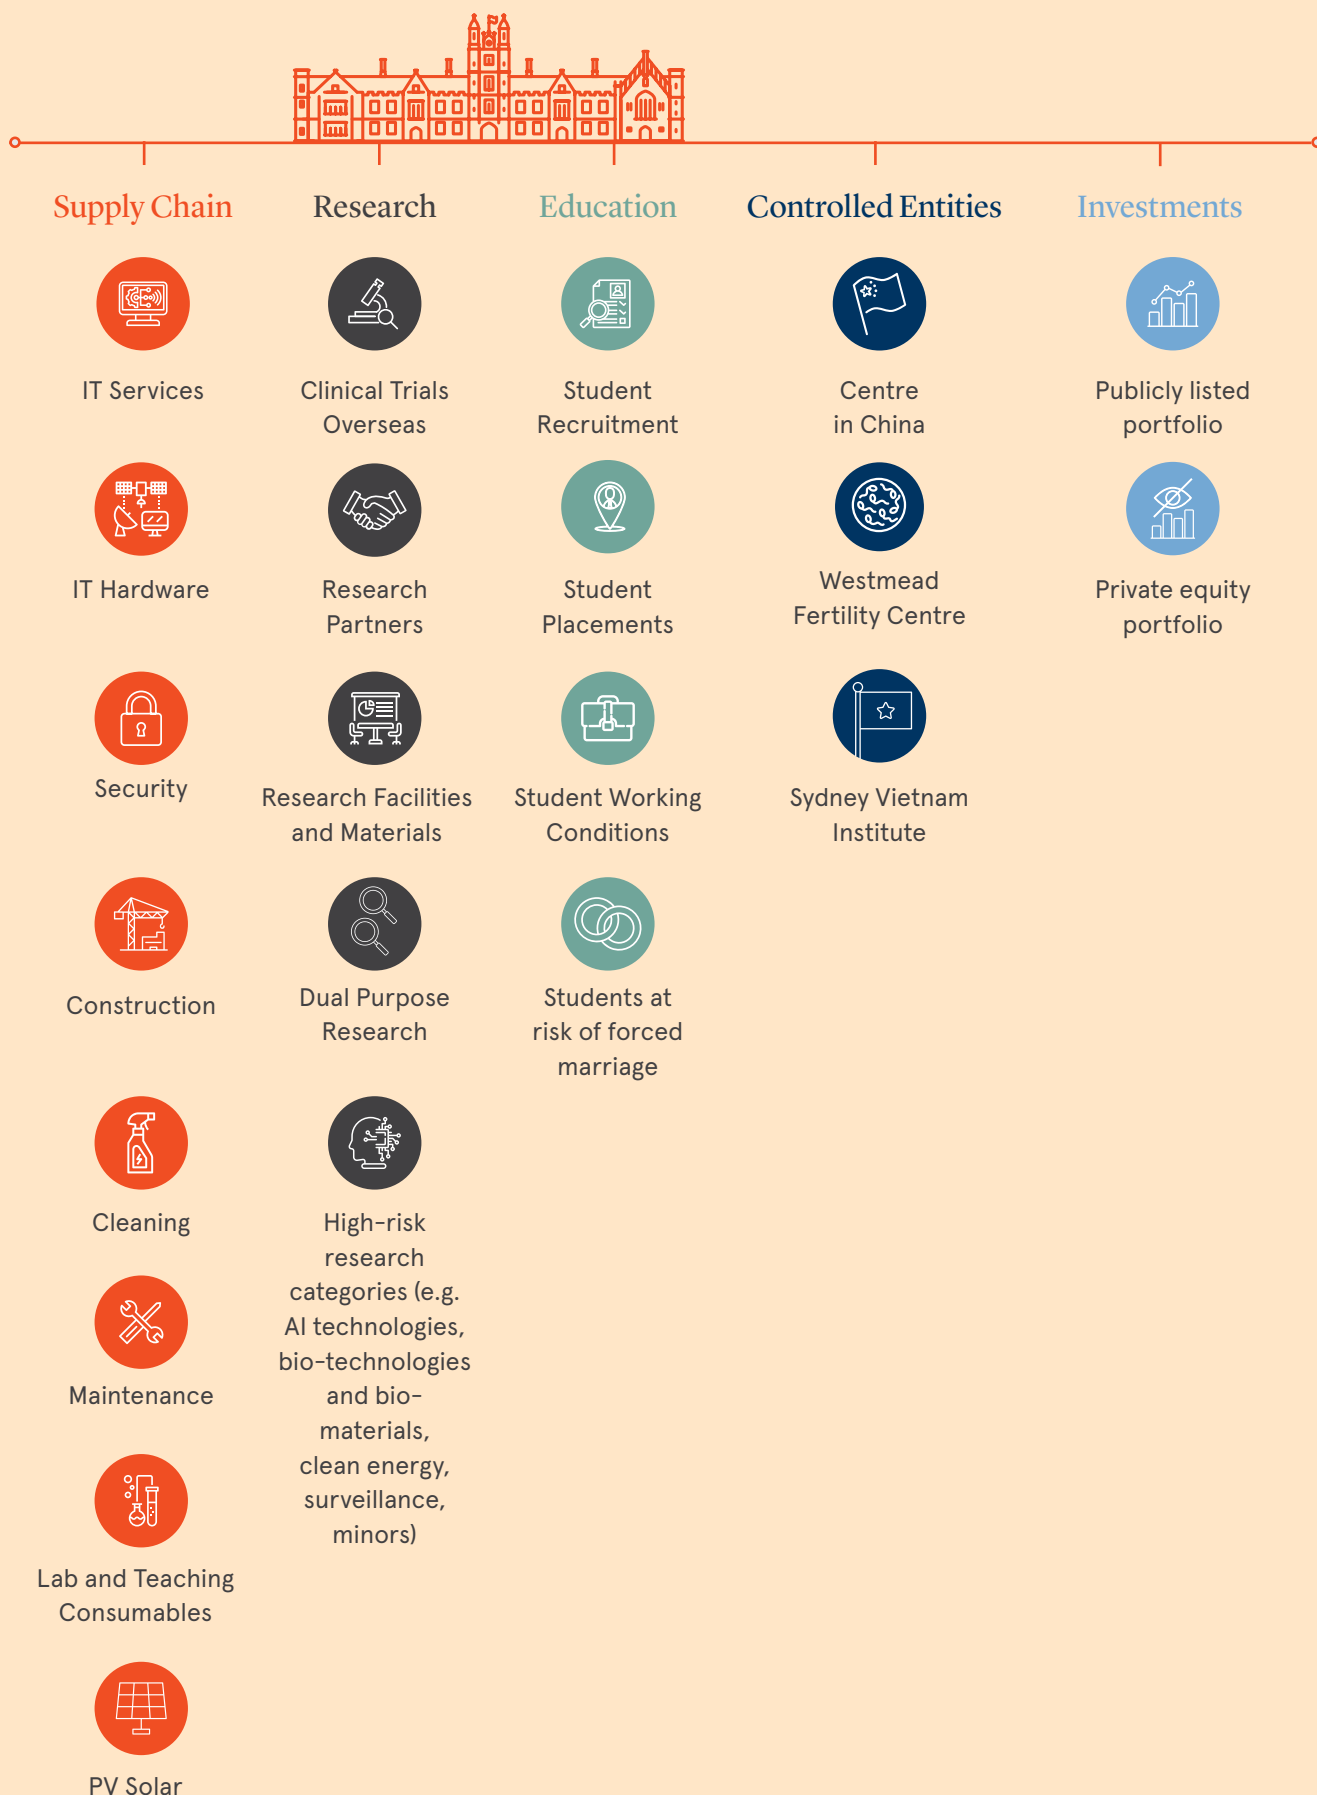 Supply Chain
IT Services
IT Hardware
Security
Construction
Cleaning
Maintenance
Lab and Teaching
Consumables
PV Solar
Research
Clinical Trials
Overseas
Research
Partners
Research Facilities
and Materials
Dual Purpose
Research
High-risk
research
categories (e.g.
AI technologies,
bio-technologies
and bio-
materials,
clean energy,
surveillance,
minors)
Education
Student
Recruitment
Student
Placements
Student Working
Conditions
Students at
risk of forced
marriage
Controlled Entities
Centre
in China
Westmead
Fertility Centre
Sydney Vietnam
Institute
Investments
Publicly listed
portfolio
Private equity
portfolio